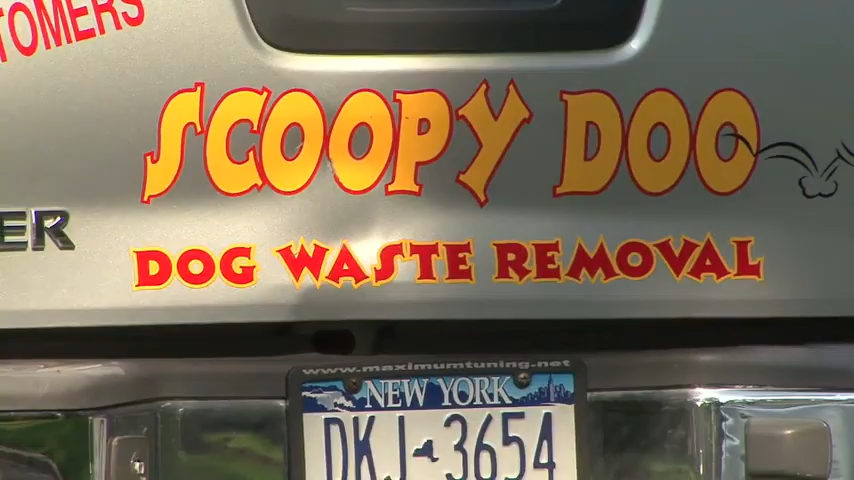 TOMERS
SCOOPY DOO
ER
DOG WASTE REMOVAL
www.maximumtuning.net
NEW YORK
DKJ 3654